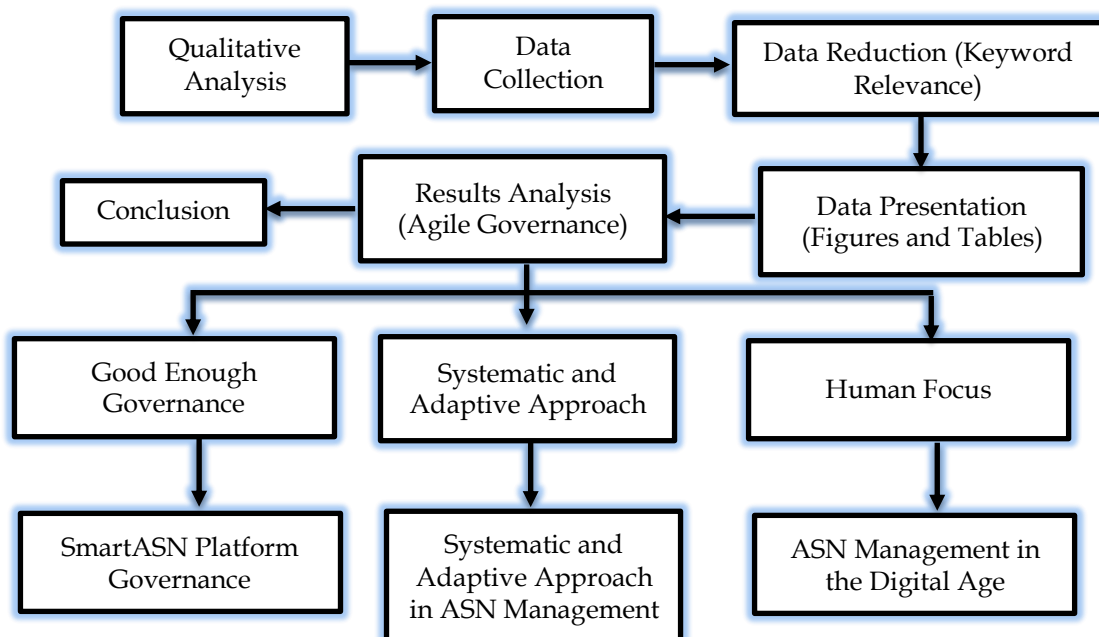 Qualitative
Analysis
Data
Collection
Data Reduction (Keyword
Relevance)
Conclusion
Results Analysis
(Agile Governance)
Data Presentation
(Figures and Tables)
Good Enough
Governance
Systematic and
Adaptive Approach
Human Focus
SmartASN Platform
Governance
Systematic and
Adaptive Approach
in ASN Management
ASN Management in
the Digital Age